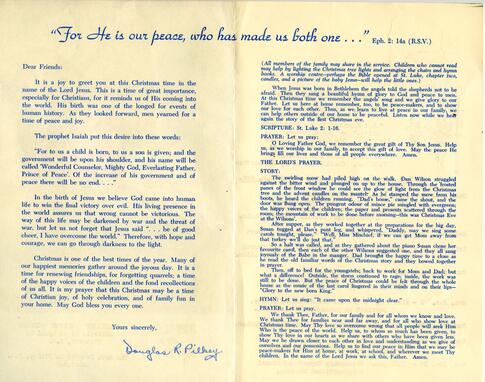 "For He is our peace, who has made us both one . . ." Eph. 2: 14a (R.S.V.)
Dear Friends:
It is a joy to greet you at this Christmas time in the
name of the Lord Jesus. This is a time of great importance,
especially for Christians, for it reminds us of His coming into
the world. His birth was one of the longed for events of
human history. As they looked forward, men yearned for a
time of peace and joy.
The prophet Isaiah put this desire into these words:
"For to us a child is born, to us a son is given; and the
government will be upon his shoulder, and his name will be
called 'Wonderful Counselor, Mighty God, Everlasting Father,
Prince of Peace'. Of the increase of his government and of
peace there will be no end. . . ."
In the birth of Jesus we believe God came into human
life to win the final victory over evil. His living presence in
the world assures us that wrong cannot be victorious. The
way of this life may be darkened by war and the threat of
war, but let us not forget that Jesus said ". . . be of good
cheer, I have overcome the world." Therefore, with hope and
courage, we can go through darkness to the light.
Christmas is one of the best times of the year. Many of
our happiest memories gather around the joyous day. It is a
time for renewing friendships, for forgetting quarrels; a time
of the happy voices of the children and the fond recollections
of us all. It is my prayer that this Christmas may be a time
of Christian joy, of holy celebration, and of family fun in
your home. May God bless you every one.
Yours sincerely,
Douglas R. Pilkey
(All members of the family may share in the service. Children who cannot read
may help by lighting the Christmas tree lights and arranging the chairs and hymn
books. A worship centre—perhaps the Bible opened at St. Luke, chapter two,
candles, and a picture of the baby Jesus—will help the little ones.)
When Jesus was born in Bethlehem the angels told the shepherds not to be
afraid. Then they sang a beautiful hymn of glory to God and peace to men.
At this Christmas time we remember the angels' song and we give glory to our
Father. Let us at home remember, too, to be peace-makers, and to show
our love for each other. Thus, as we learn to live at peace in our family, we
can help others outside of our home to be peaceful. Listen now while we hear
again the story of the first Christmas eve.
SCRIPTURE: St. Luke 2: 1-16.
PRAYER: Let us pray:
O Loving Father God, we remember the great gift of Thy Son Jesus. Help
us, as we worship in our family, to accept this gift of love. May the peace He
brings fill our lives and those of all people everywhere. Amen.
THE LORD'S PRAYER.
STORY:
The swirling snow had piled high on the walk. Dan Wilson struggled
against the bitter wind and plunged on up to the house. Through the frosted
panes of the front window he could see the glow of light from the Christmas
tree and the advent candles on the mantel. As he stamped the snow from his
boots, he heard the children running, "Dad's home," came the shout, and the
door was flung open. The pungent odour of mince pie mingled with evergreen;
the happy voices of the children; the paper and presents scattered through the
room; the mountain of work to be done before morning—this was Christmas Eve
at the Wilsons'.
After supper, as they worked together at the preparations for the big day,
Susan tugged at Dan's pant leg, and whispered, "Daddy, may we sing some
carols tonight, please." "Well, Miss Mischief, if we can get Mom away from
that turkey we'll do just that."
So a halt was called, and as they gathered about the piano Susan chose her
favourite carol, then each of the other Wilsons suggested one, and they all sang
joyously of the Babe in the manger. Dad brought the happy time to a close as
he read the old familiar words of the Christmas story and they bowed together
in prayer.
Then, off to bed for the youngsters; back to work for Mom and Dad; but
what a difference! Outside, the storm continued to rage; inside, the work was
still to be done. But the peace of Christmas could be felt through the whole
house as the music of the last carol lingered in their minds and on their lips—
"Glory to the new born King."
HYMN: Let us sing: "It came upon the midnight clear."
PRAYER: Let us pray.
We thank Thee, Father, for our family and for all whom we know and love.
We thank Thee for families near and far away, and for all who show love at
Christmas time. May Thy love so overcome wrong that all people will seek Him
Who is the peace of the world. Help us, to whom so much has been given, to
show Thy love in our hearts as we share with others who have been given less.
May we be drawn closer to each other in love and understanding as we give of
ourselves and our possessions. Help us to find our peace in Him that we may be
peace-makers for Him at home, at work, at school, and wherever we meet Thy
children. In the name of the Lord Jesus we ask this, Father. Amen.